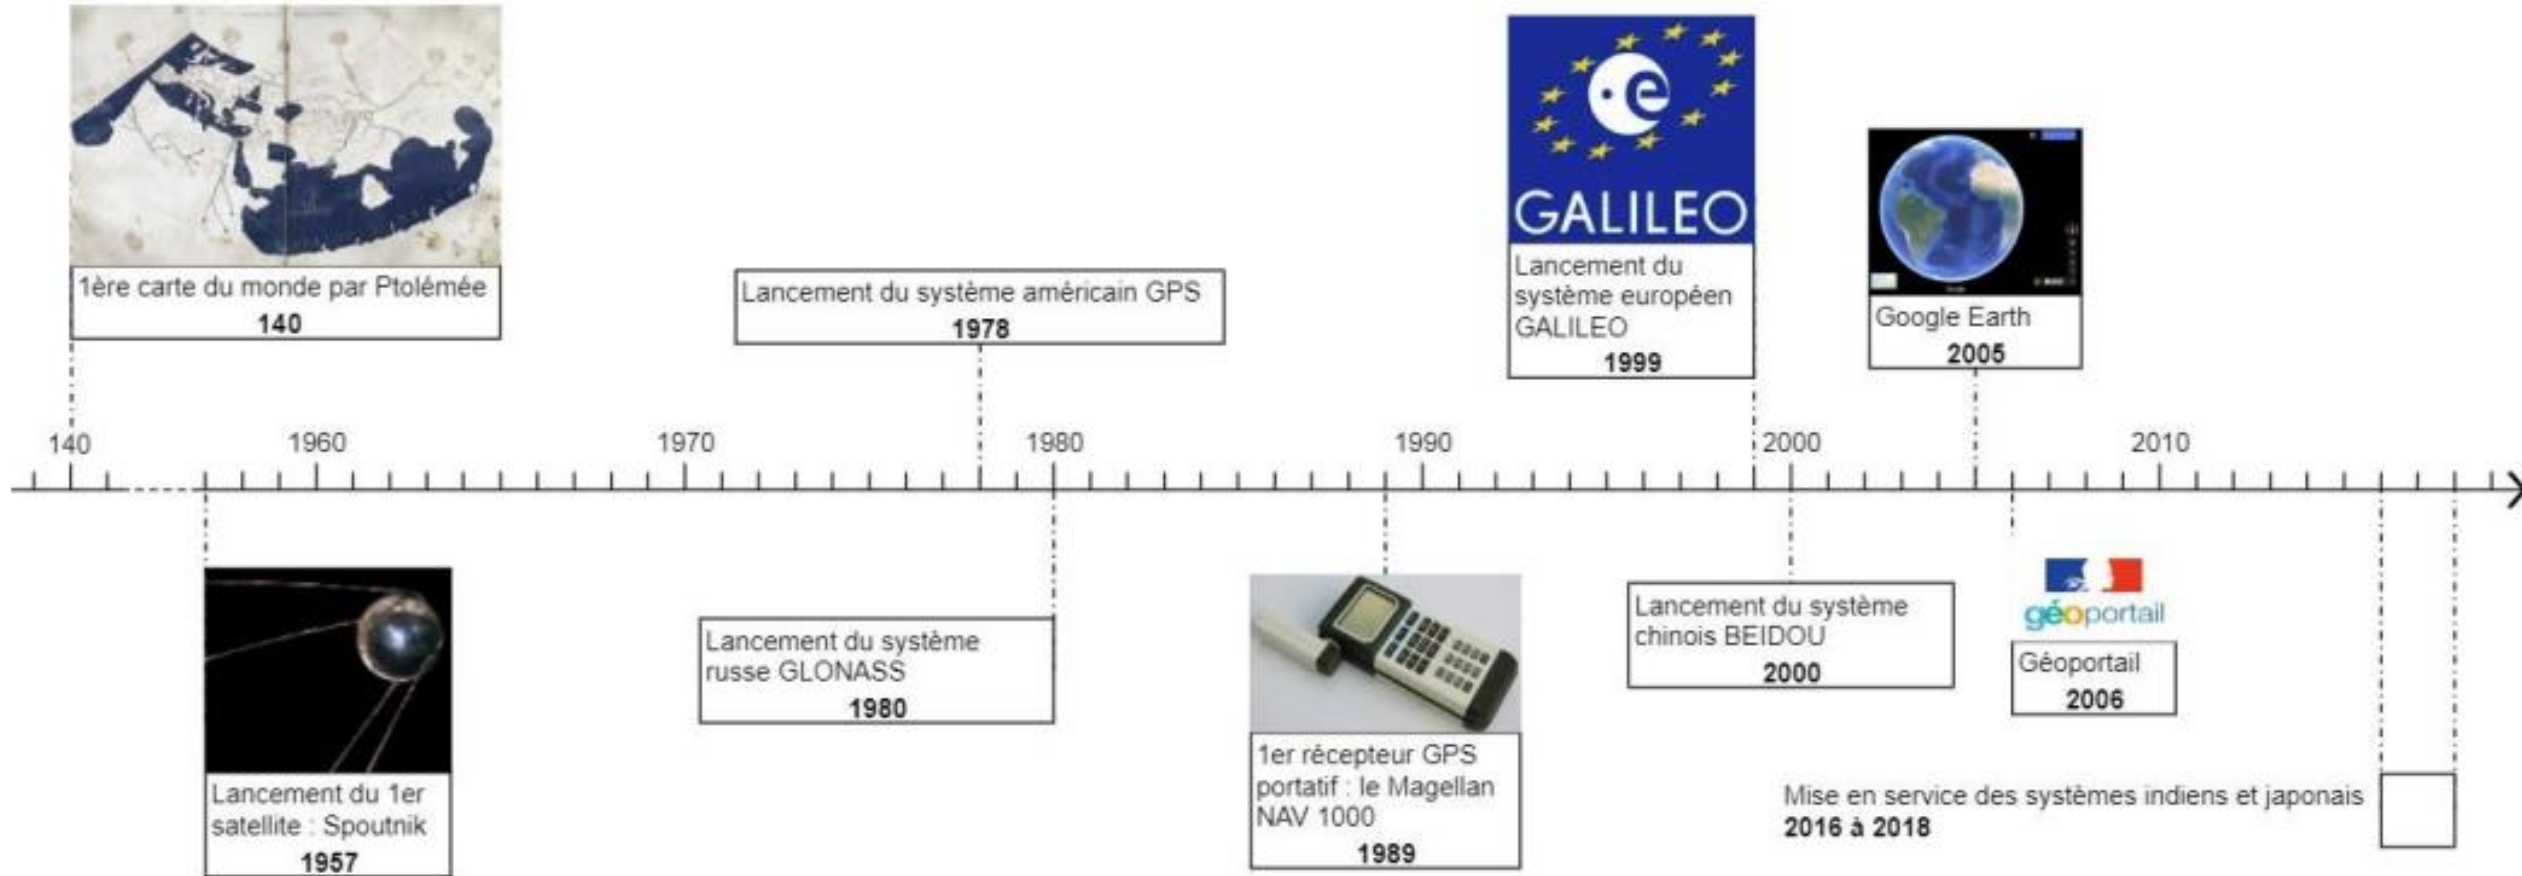 1ère carte du monde par Ptolémée
140
Lancement du système américain GPS
1978
GALILEO
Lancement du
système européen
GALILEO
1999
Google Earth
2005
140
1960
1970
1980
1990
2000
2010
Lancement du 1er
satellite : Spoutnik
1957
Lancement du système
russe GLONASS
1980
1er récepteur GPS
portatif : le Magellan
NAV 1000
1989
Lancement du système
chinois BEIDOU
2000
géoportail
Géoportail
2006
Mise en service des systèmes indiens et japonais
2016 à 2018